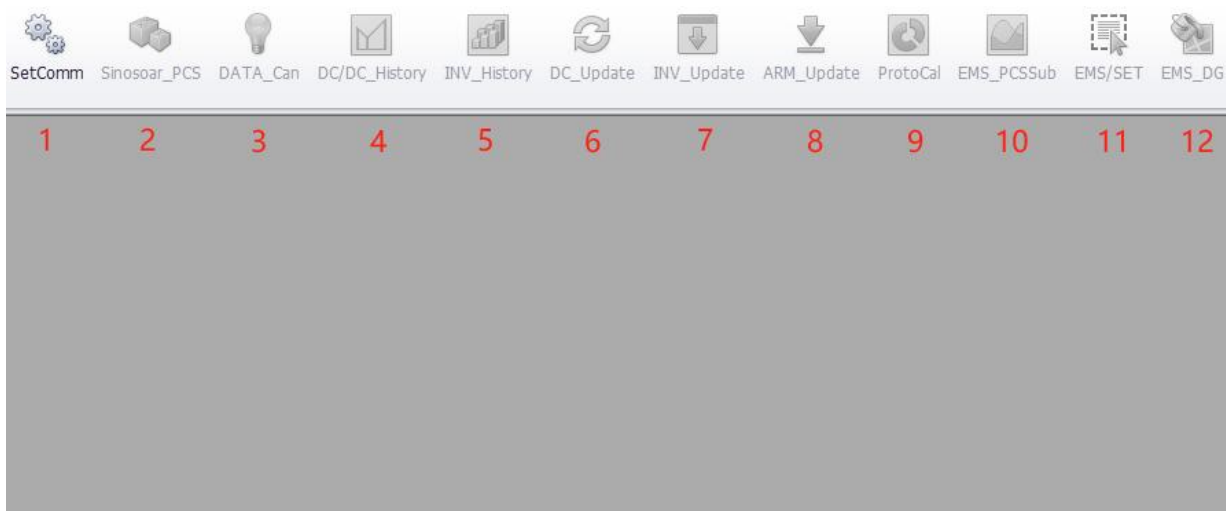 SetComm Sinosoar_PCS DATA_Can DC/DC_History INV_History DC_Update INV_Update ARM_Update ProtoCal EMS_PCSSub EMS/SET EMS_DG
1 2 3 4 5 6 7 8 9 10 11 12